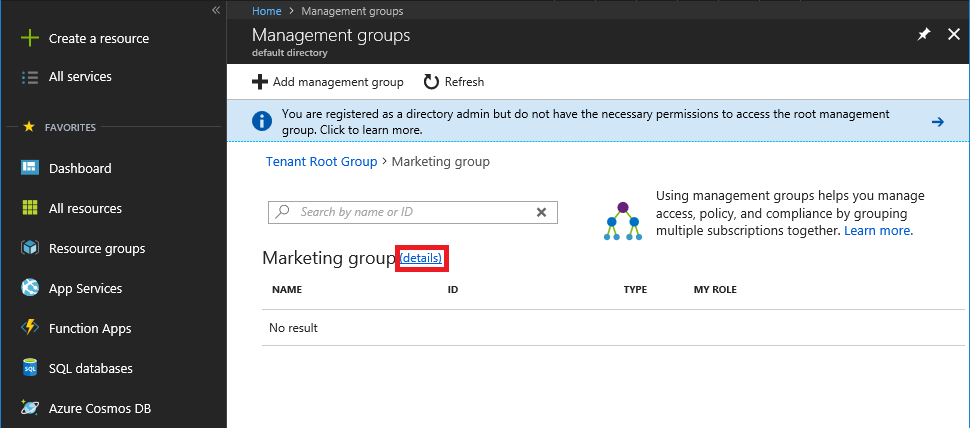 Create a resource
All services
FAVORITES
Dashboard
All resources
Resource groups
App Services
Function Apps
SQL databases
Azure Cosmos DB
Home > Management groups
Management groups
default directory
Add management group
Refresh
You are registered as a directory admin but do not have the necessary permissions to access the root management
group. Click to learn more.
Tenant Root Group > Marketing group
Search by name or ID
Using management groups helps you manage
access, policy, and compliance by grouping
multiple subscriptions together. Learn more.
Marketing group (details)
NAME ID TYPE MY ROLE
No result